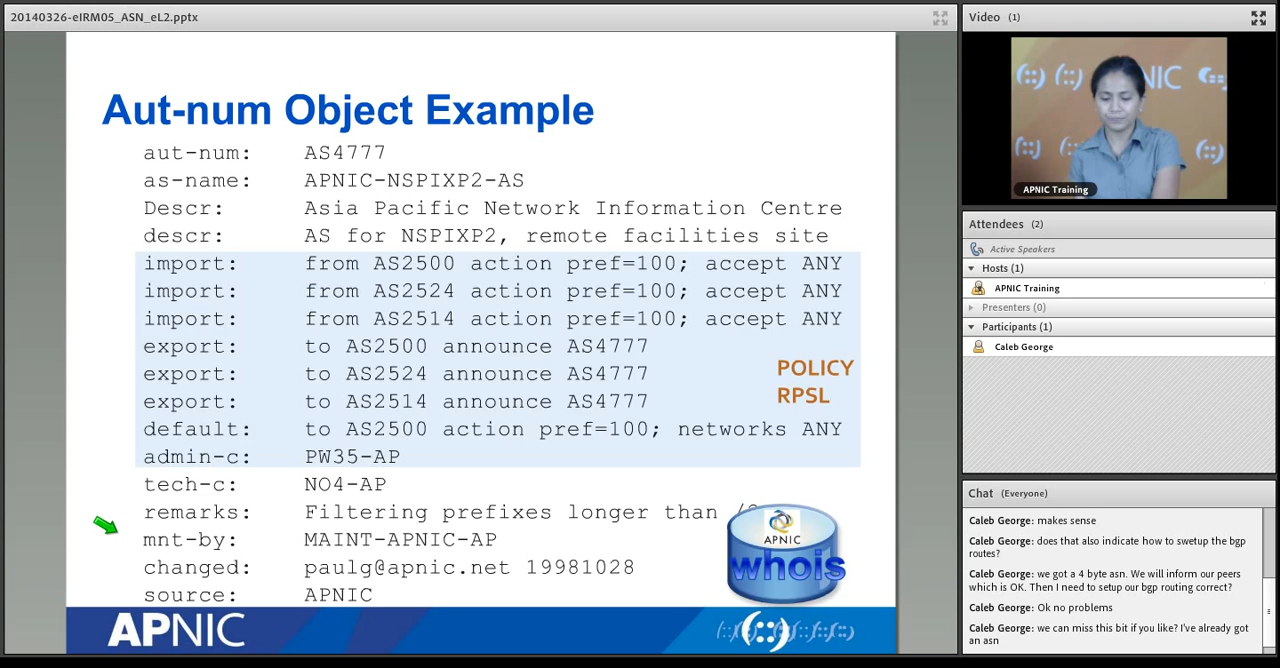 20140326-eIRM05_ASN_eL2.pptx
Aut-num Object Example
aut-num: AS4777
as-name: APNIC-NSPIXP2-AS
Descr: Asia Pacific Network Information Centre
descr: AS for NSPIXP2, remote facilities site
import: from AS2500 action pref=100; accept ANY
import: from AS2524 action pref=100; accept ANY
import: from AS2514 action pref=100; accept ANY
export: to AS2500 announce AS4777
export: to AS2524 announce AS4777
export: to AS2514 announce AS4777
default: to AS2500 action pref=100; networks ANY
admin-c: PW35-AP
POLICY
RPSL
tech-c: NO4-AP
remarks: Filtering prefixes longer than
mnt-by: MAINT-APNIC-AP
changed: paulg@apnic.net 19981028
source: APNIC
APNIC
whois
APNIC
Video (1)
APNIC Training
Attendees (2)
Active Speakers
Hosts (1)
APNIC Training
Presenters (0)
Participants (1)
Caleb George
Chat (Everyone)
Caleb George: makes sense
Caleb George: does that also indicate how to swetup the bgp
routes?
Caleb George: we got a 4 byte asn. We will inform our peers
which is OK. Then I need to setup our bgp routing correct?
Caleb George: Ok no problems
Caleb George: we can miss this bit if you like? I've already got
an asn